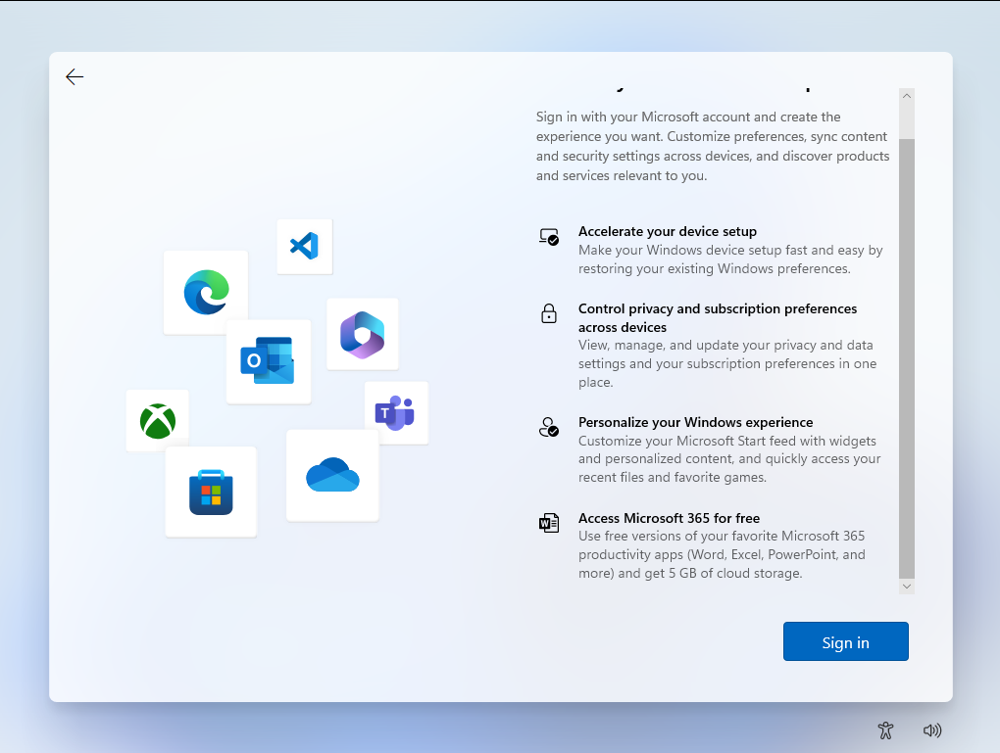 Sign in with your Microsoft account and create the
experience you want. Customize preferences, sync content
and security settings across devices, and discover products
and services relevant to you.
Accelerate your device setup
Make your Windows device setup fast and easy by
restoring your existing Windows preferences.
Control privacy and subscription preferences
across devices
View, manage, and update your privacy and data
settings and your subscription preferences in one
place.
Personalize your Windows experience
Customize your Microsoft Start feed with widgets
and personalized content, and quickly access your
recent files and favorite games.
Access Microsoft 365 for free
Use free versions of your favorite Microsoft 365
productivity apps (Word, Excel, PowerPoint, and
more) and get 5 GB of cloud storage.
Sign in